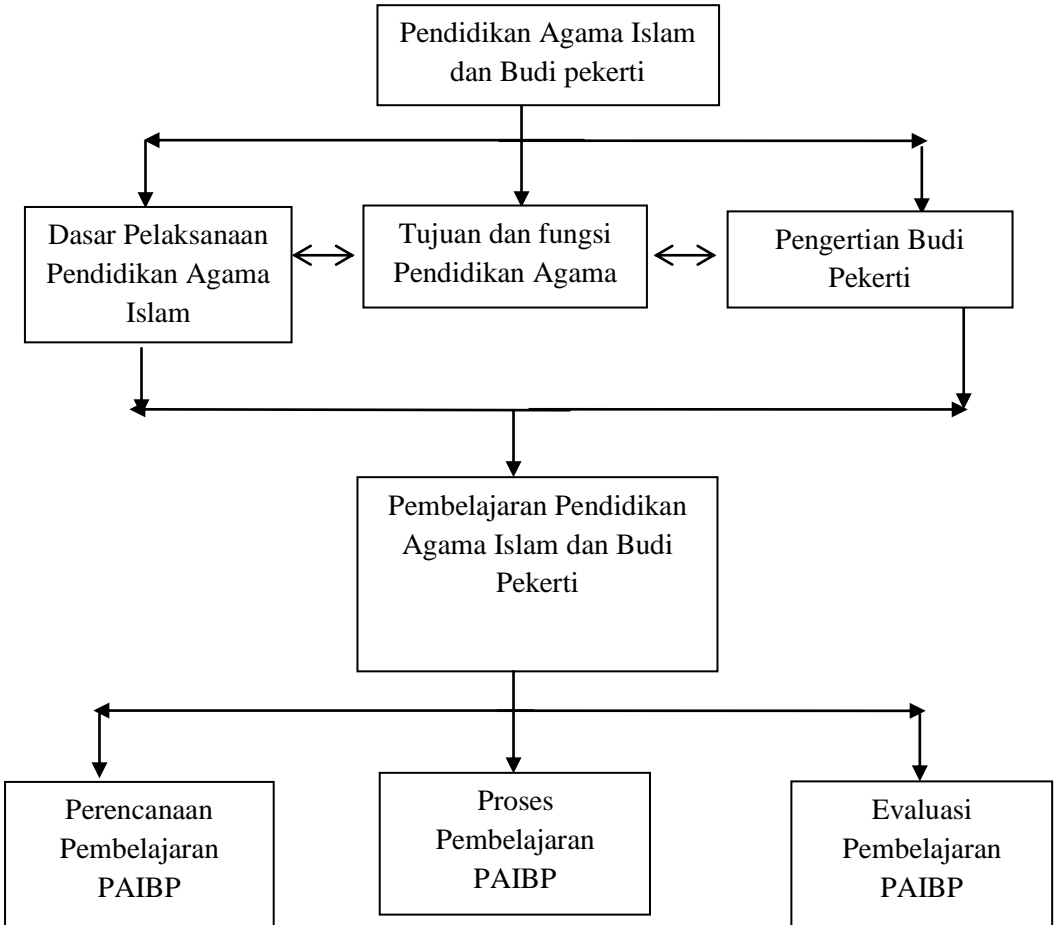 Pendidikan Agama Islam
dan Budi pekerti
Dasar Pelaksanaan
Pendidikan Agama
Islam
Tujuan dan fungsi
Pendidikan Agama
Pengertian Budi
Pekerti
Pembelajaran Pendidikan
Agama Islam dan Budi
Pekerti
Perencanaan
Pembelajaran
PAIBP
Proses
Pembelajaran
PAIBP
Evaluasi
Pembelajaran
PAIBP